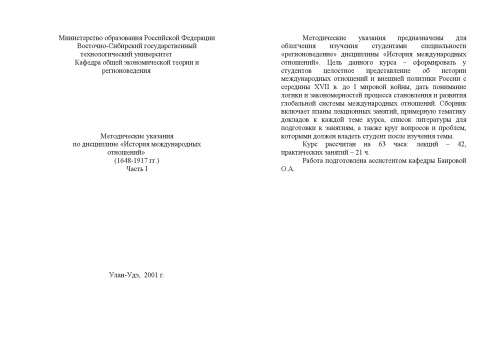 Министерство образования Российской Федерации
Восточно-Сибирский государственный
технологический университет
Кафедра общей экономической теории и
регионоведения
Методические указания
по дисциплине «История международных
отношений»
(1648-1917 гг.)
Часть I
Улан-Удэ, 2001 г.
Методические указания предназначены для
облегчения изучения студентами специальности
«регионоведение» дисциплины «История международных
отношений». Цель данного курса – сформировать у
студентов целостное представление об истории
международных отношений и внешней политики России с
середины XVII в. до I мировой войны, дать понимание
логики и закономерностей процесса становления и развития
глобальной системы международных отношений. Сборник
включает планы лекционных занятий, примерную тематику
докладов к каждой теме курса, список литературы для
подготовки к занятиям, а также круг вопросов и проблем,
которыми должен владеть студент после изучения темы.
Курс рассчитан на 63 часа: лекций – 42,
практических занятий – 21 ч.
Работа подготовлена ассистентом кафедры Баировой
О.А.